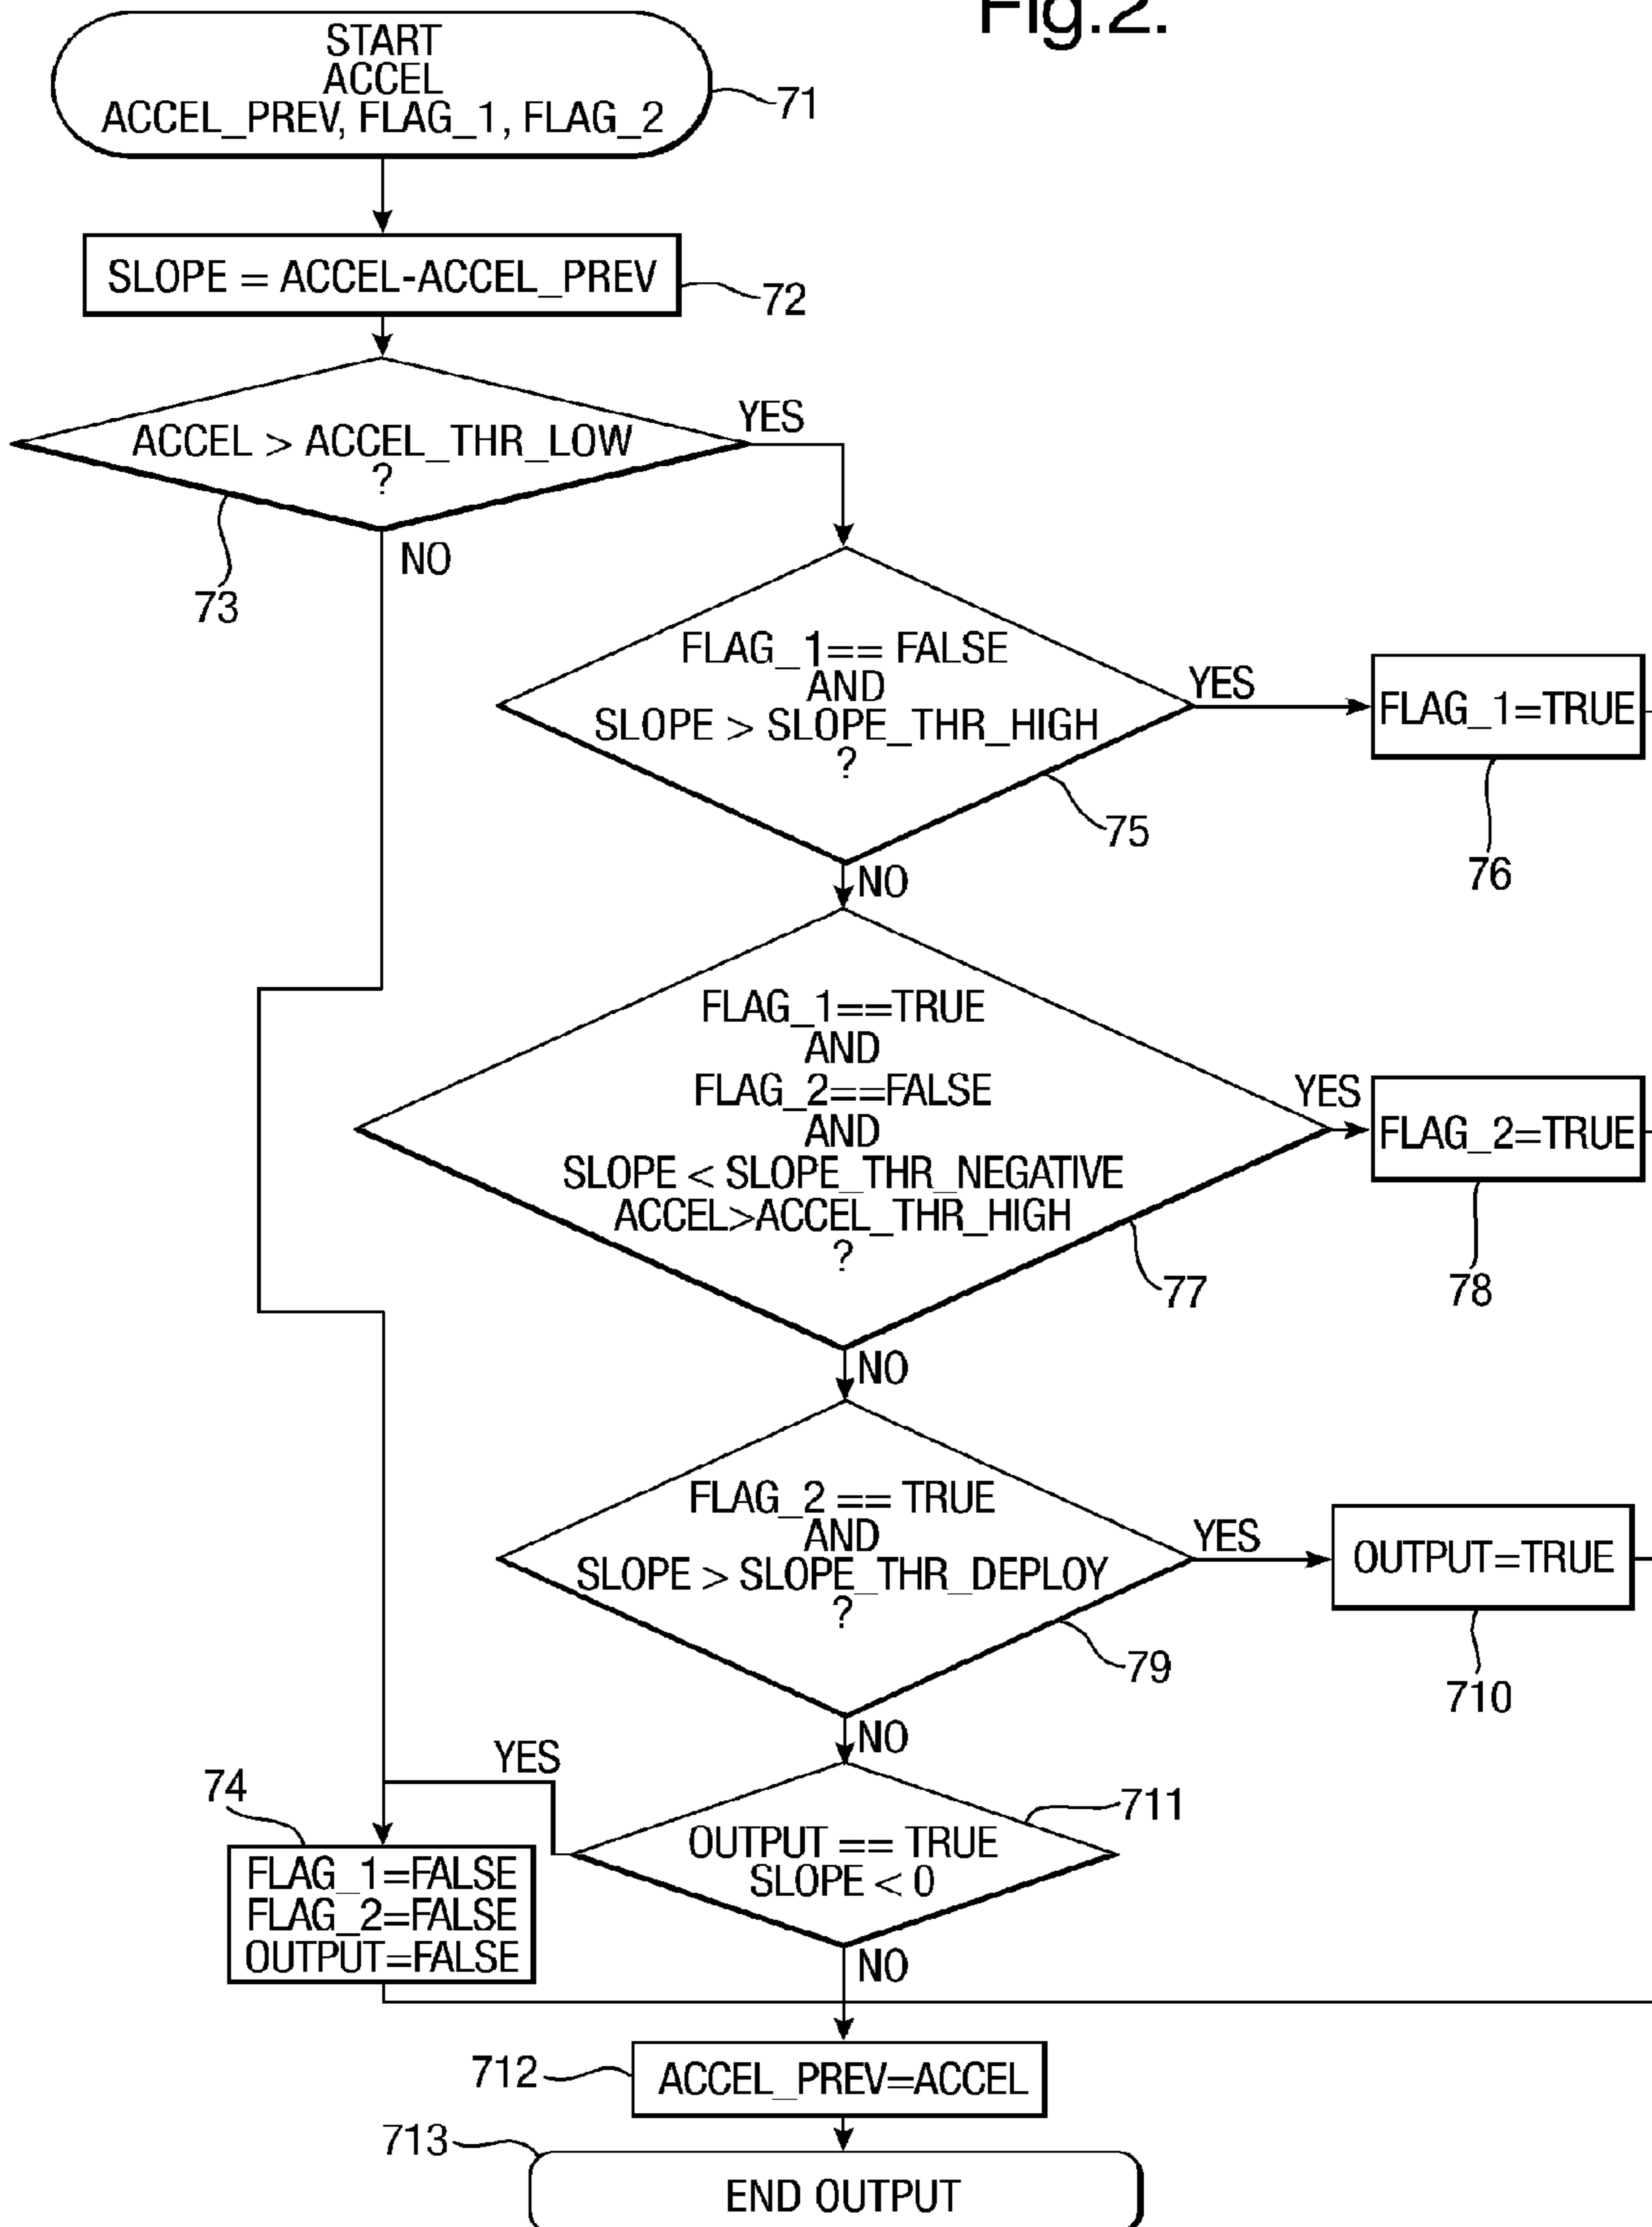 Fig.2.
START
ACCEL
ACCEL_PREV, FLAG_1, FLAG_2
71
SLOPE = ACCEL-ACCEL_PREV
72
ACCEL > ACCEL_THR_LOW
?
YES
NO
73
FLAG_1== FALSE
AND
SLOPE > SLOPE_THR_HIGH
?
YES
FLAG_1=TRUE
75
76
NO
FLAG_1==TRUE
AND
FLAG_2==FALSE
AND
SLOPE < SLOPE_THR_NEGATIVE
ACCEL>ACCEL_THR_HIGH
?
YES
FLAG_2=TRUE
77
78
NO
FLAG_2 == TRUE
AND
SLOPE > SLOPE_THR_DEPLOY
?
YES
OUTPUT=TRUE
79
710
NO
YES
74
711
OUTPUT == TRUE
SLOPE < 0
FLAG_1=FALSE
FLAG_2=FALSE
OUTPUT=FALSE
NO
712
ACCEL_PREV=ACCEL
713
END OUTPUT